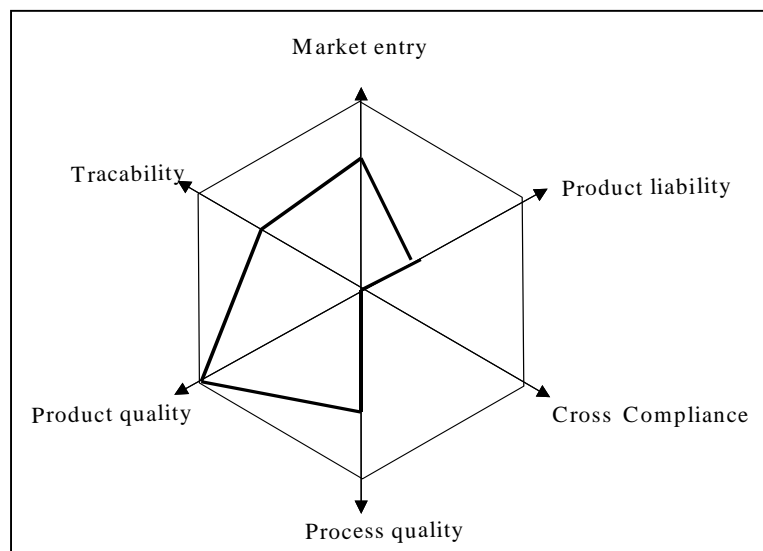 Market entry
Tracability
Product liability
Product quality
Cross Compliance
Process quality